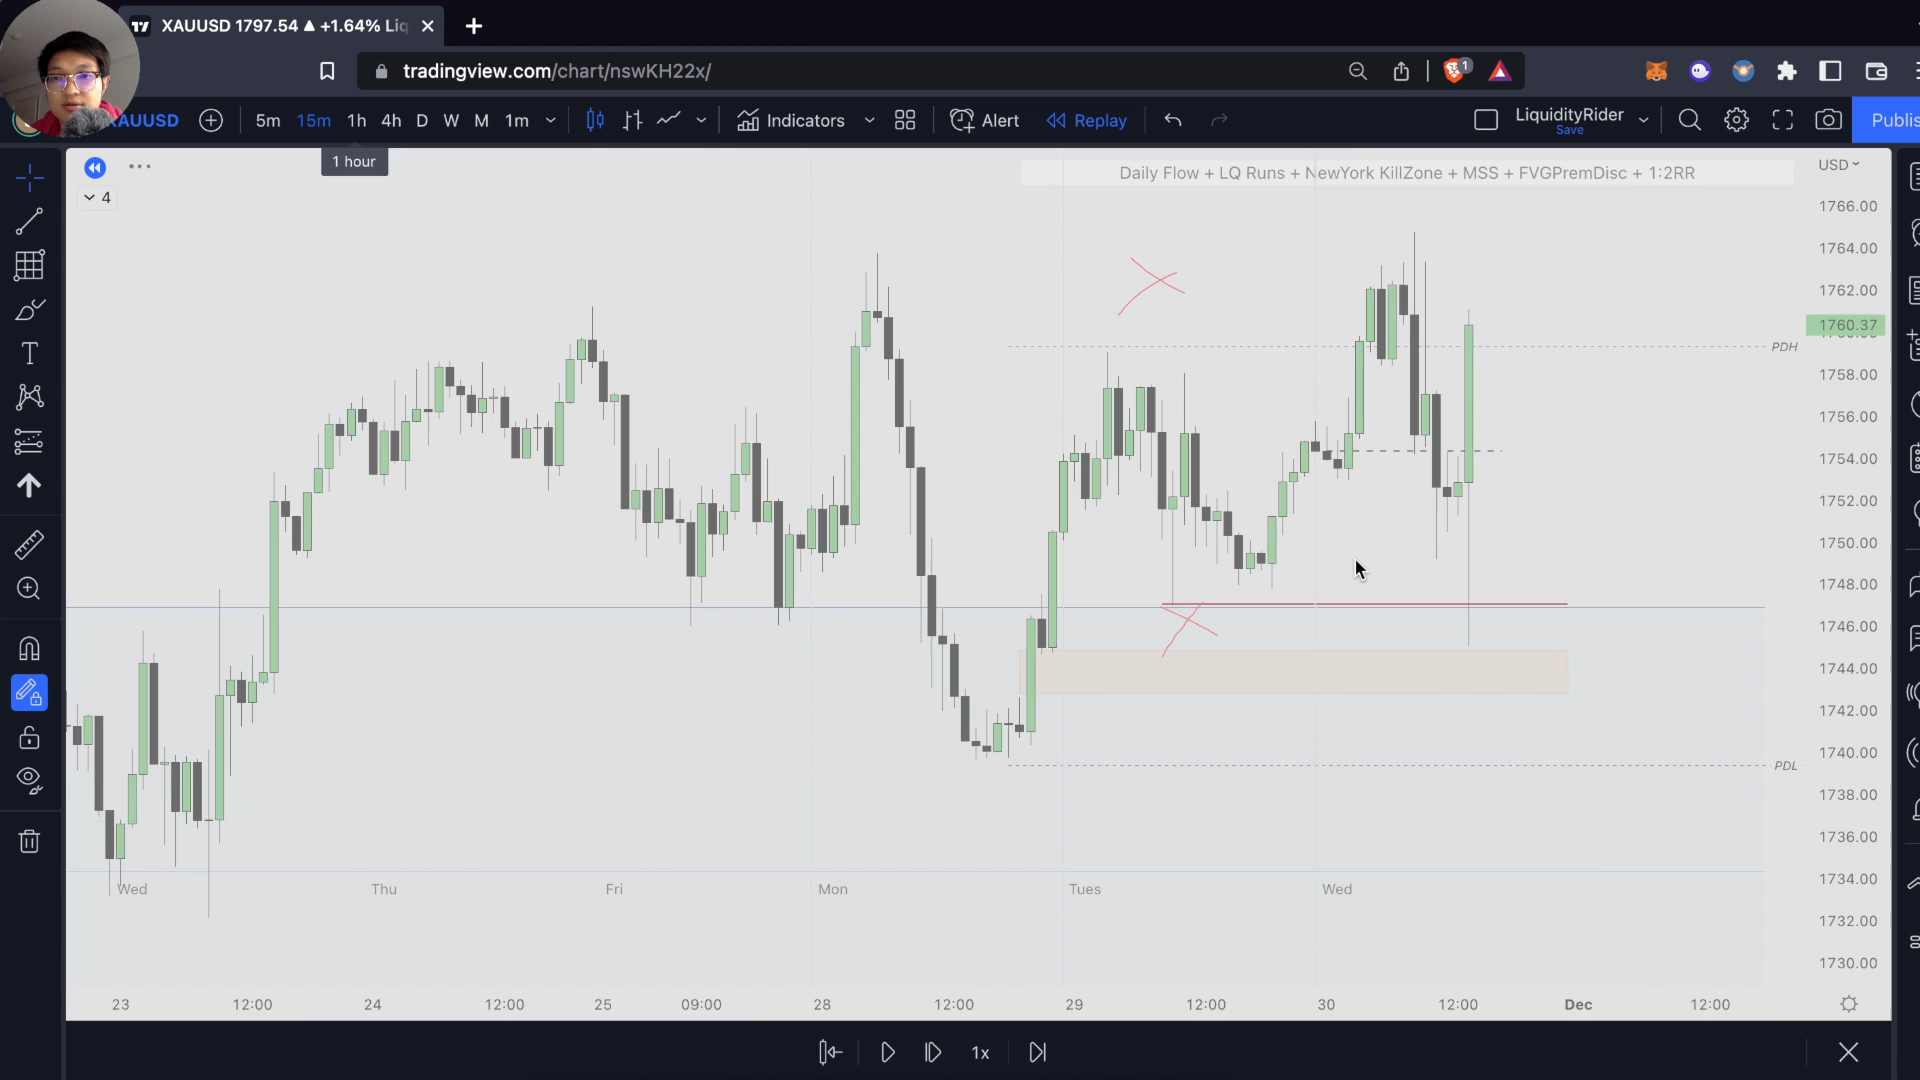 XAUUSD 1797.54 ▲ +1.64% Liq
tradingview.com/chart/nswKH22x/
1
XAUUSD
5m 15m 1h 4h D W M 1m
Indicators
Alert
Replay
LiquidityRider
Save
Publis
1 hour
4
Daily Flow + LQ Runs + NewYork KillZone + MSS + FVGPremDisc + 1:2RR
USD
1766.00
1764.00
1762.00
1760.37
PDH
1758.00
1756.00
1754.00
1752.00
1750.00
1748.00
1746.00
1744.00
1742.00
1740.00
PDL
1738.00
1736.00
1734.00
1732.00
1730.00
Wed Thu Fri Mon Tues Wed
23 12:00 24 12:00 25 09:00 28 12:00 29 12:00 30 12:00 Dec 12:00
1x